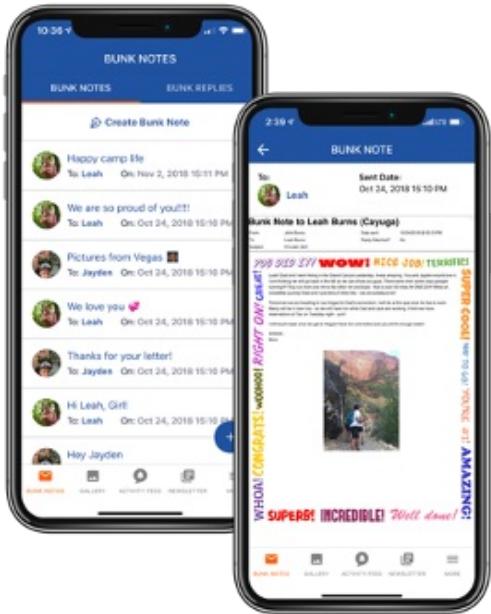 10:36
BUNK NOTES
BUNK NOTES BUNK REPLIES
Create Bunk Note
Happy camp life
To: Leah On: Nov 2, 2018 15:11 PM
We are so proud of you!!!!
To: Leah On: Oct 24, 2018 15:10 PM
Pictures from Vegas
To: Jayden On: Oct 24, 2018 15:10 PM
We love you
To: Leah On: Oct 24, 2018 15:10 PM
Thanks for your letter!
To: Jayden On: Oct 24, 2018 15:10 PM
Hi Leah, Girl!
To: Leah On: Oct 24, 2018 15:10 PM
Hey Jayden
BUNK NOTES GALLERY ACTIVITY FEED NEWSLETTER
2:39 LTE
BUNK NOTE
To: Sent Date:
Leah Oct 24, 2018 15:10 PM
Bunk Note to Leah Burns (Cayuga)
YOU DID IT! WOW! NICE JOB! TERRIFIC!
SUPER COOL! WAY TO GO! YOU'RE #1! AMAZING!
WHOA! CONGRATS! WOOHOO! RIGHT ON! GREAT!
SUPERB! INCREDIBLE! Well done!
BUNK NOTES GALLERY ACTIVITY FEED NEWSLETTER MORE